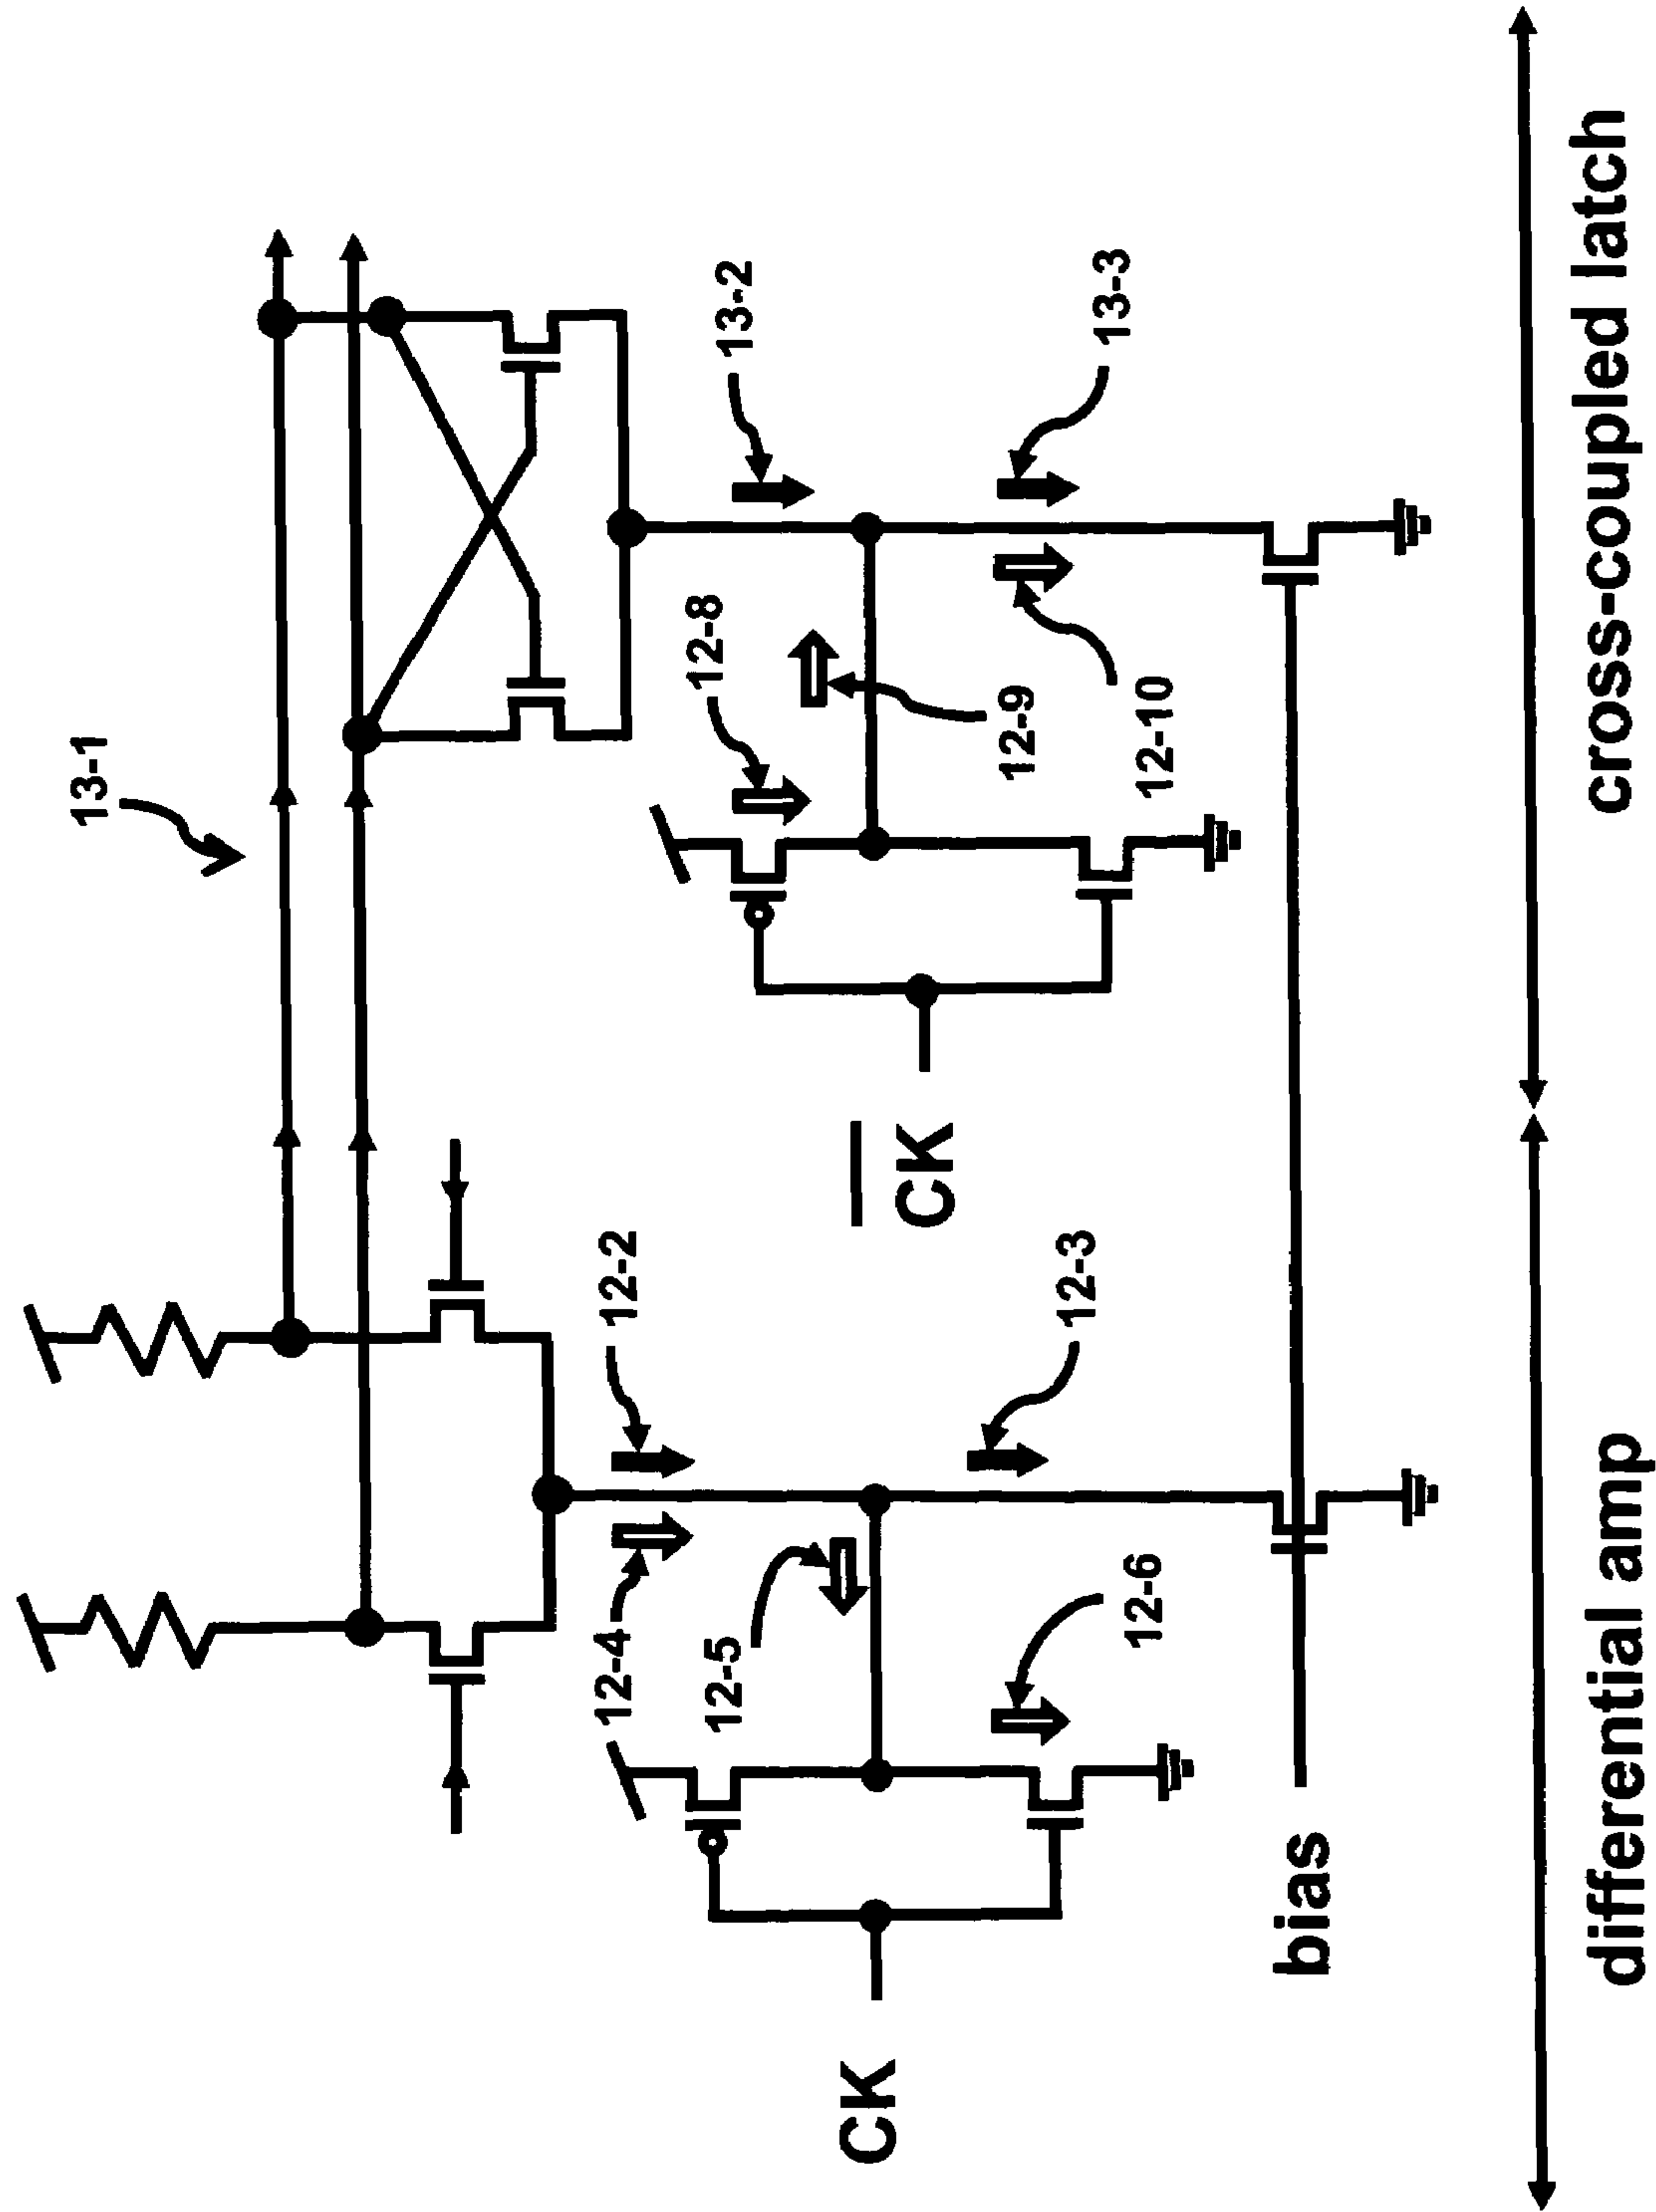 13-1
12-2
12-4
12-5
12-3
12-6
CK
bias
13-2
12-8
12-9
13-3
12-10
C̅K̅
differential amp
cross-coupled latch